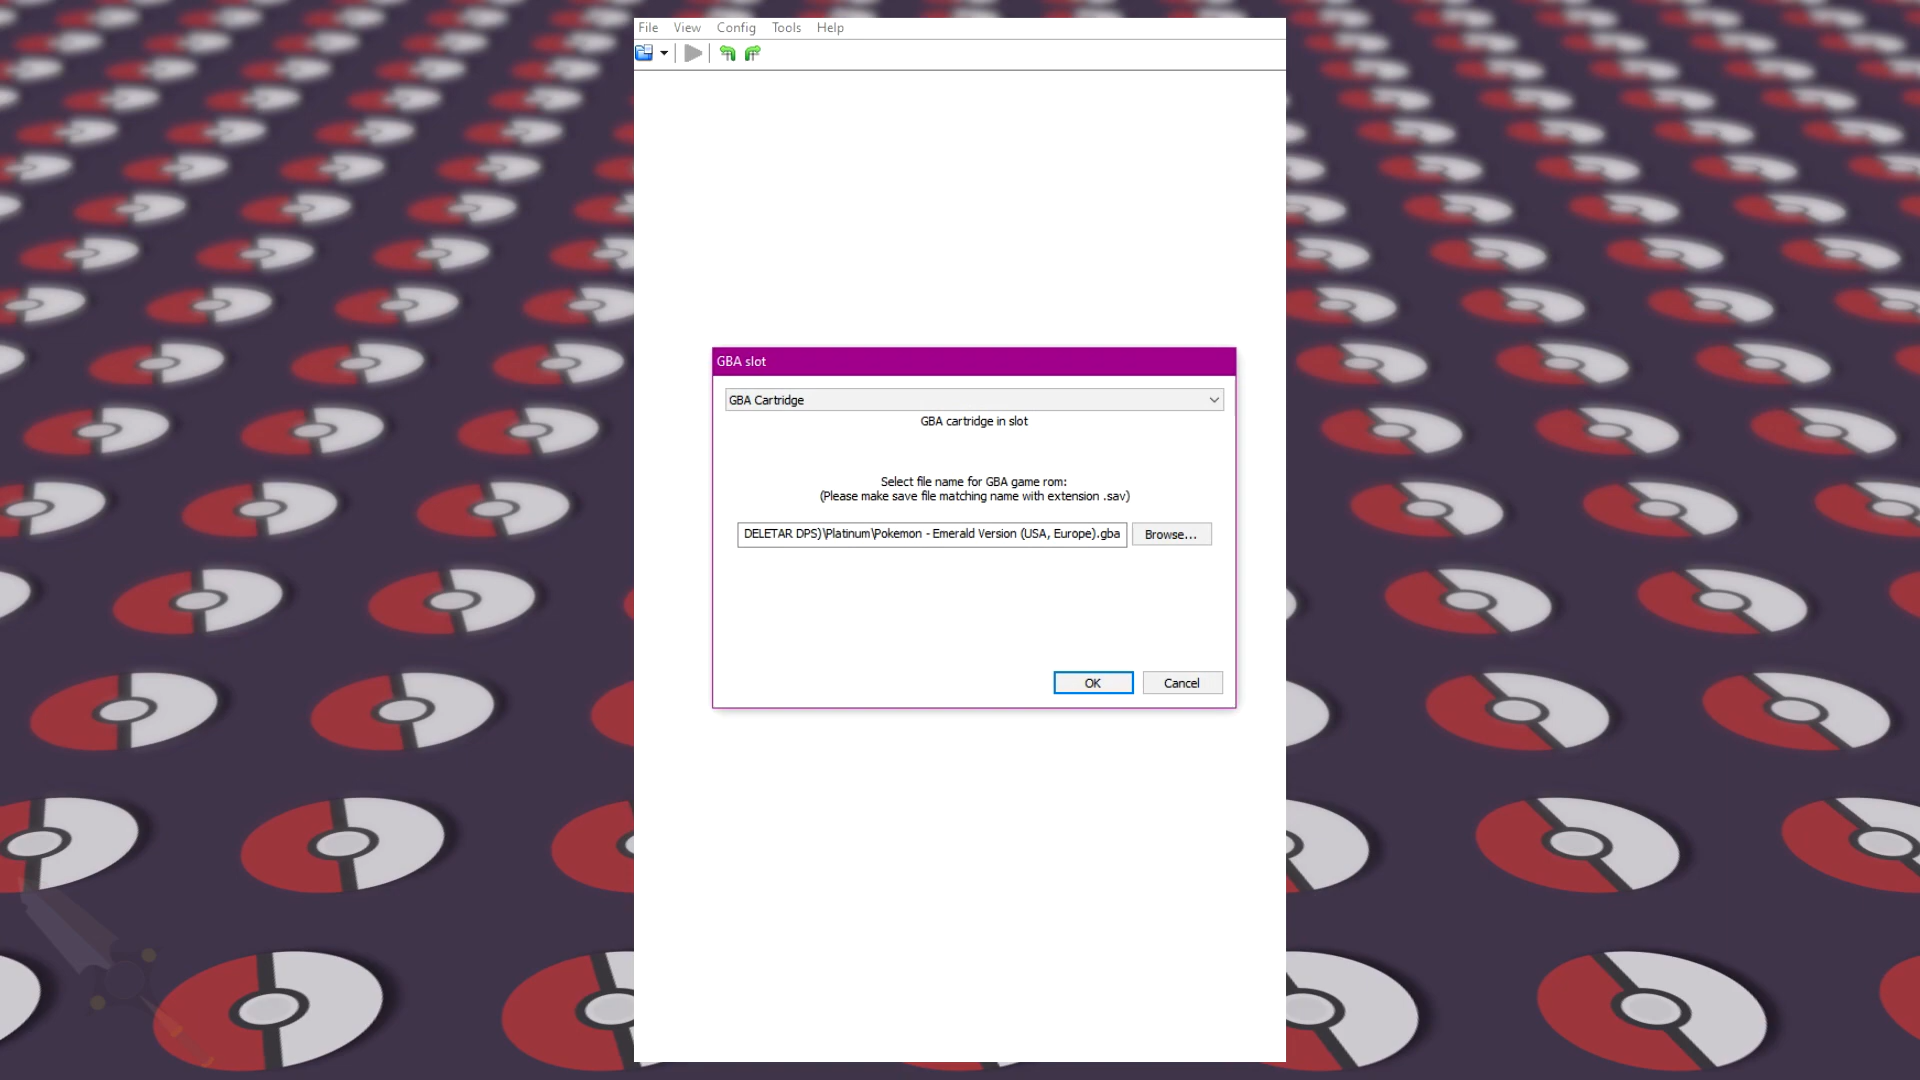 File View Config Tools Help
GBA slot
GBA Cartridge
GBA cartridge in slot
Select file name for GBA game rom:
(Please make save file matching name with extension .sav)
DELETAR DPS)\Platinum\Pokemon - Emerald Version (USA, Europe).gba
Browse...
OK Cancel